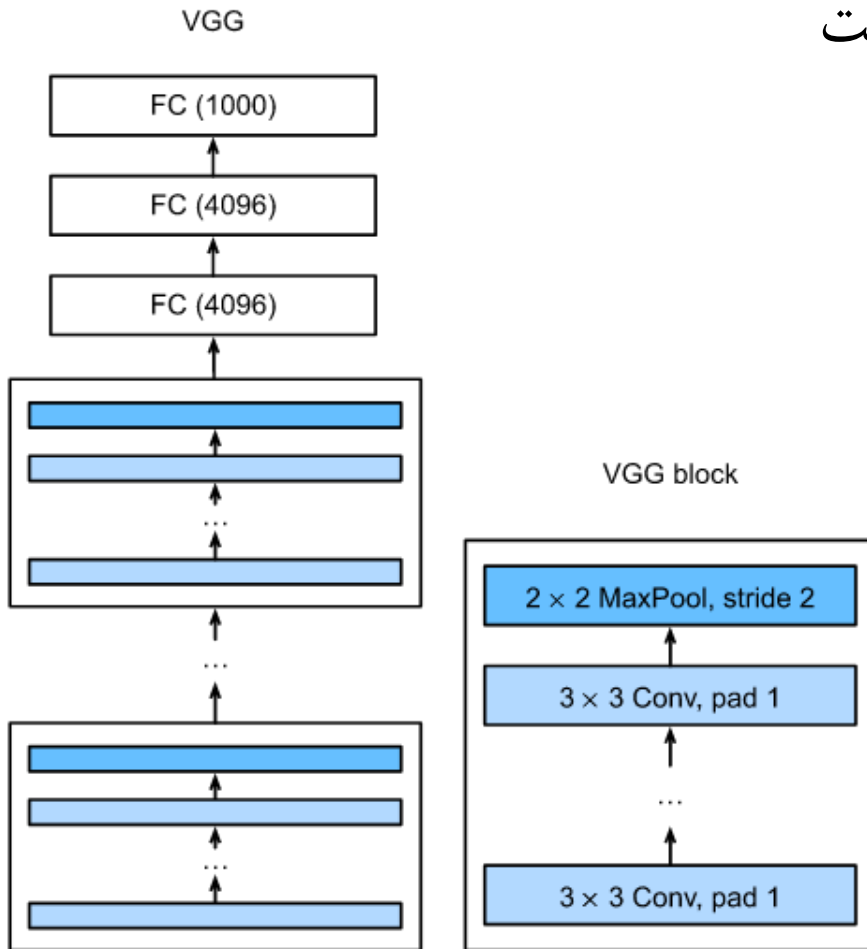 VGG
FC (1000)
FC (4096)
FC (4096)
...
...
...
VGG block
2 × 2 MaxPool, stride 2
3 × 3 Conv, pad 1
...
3 × 3 Conv, pad 1